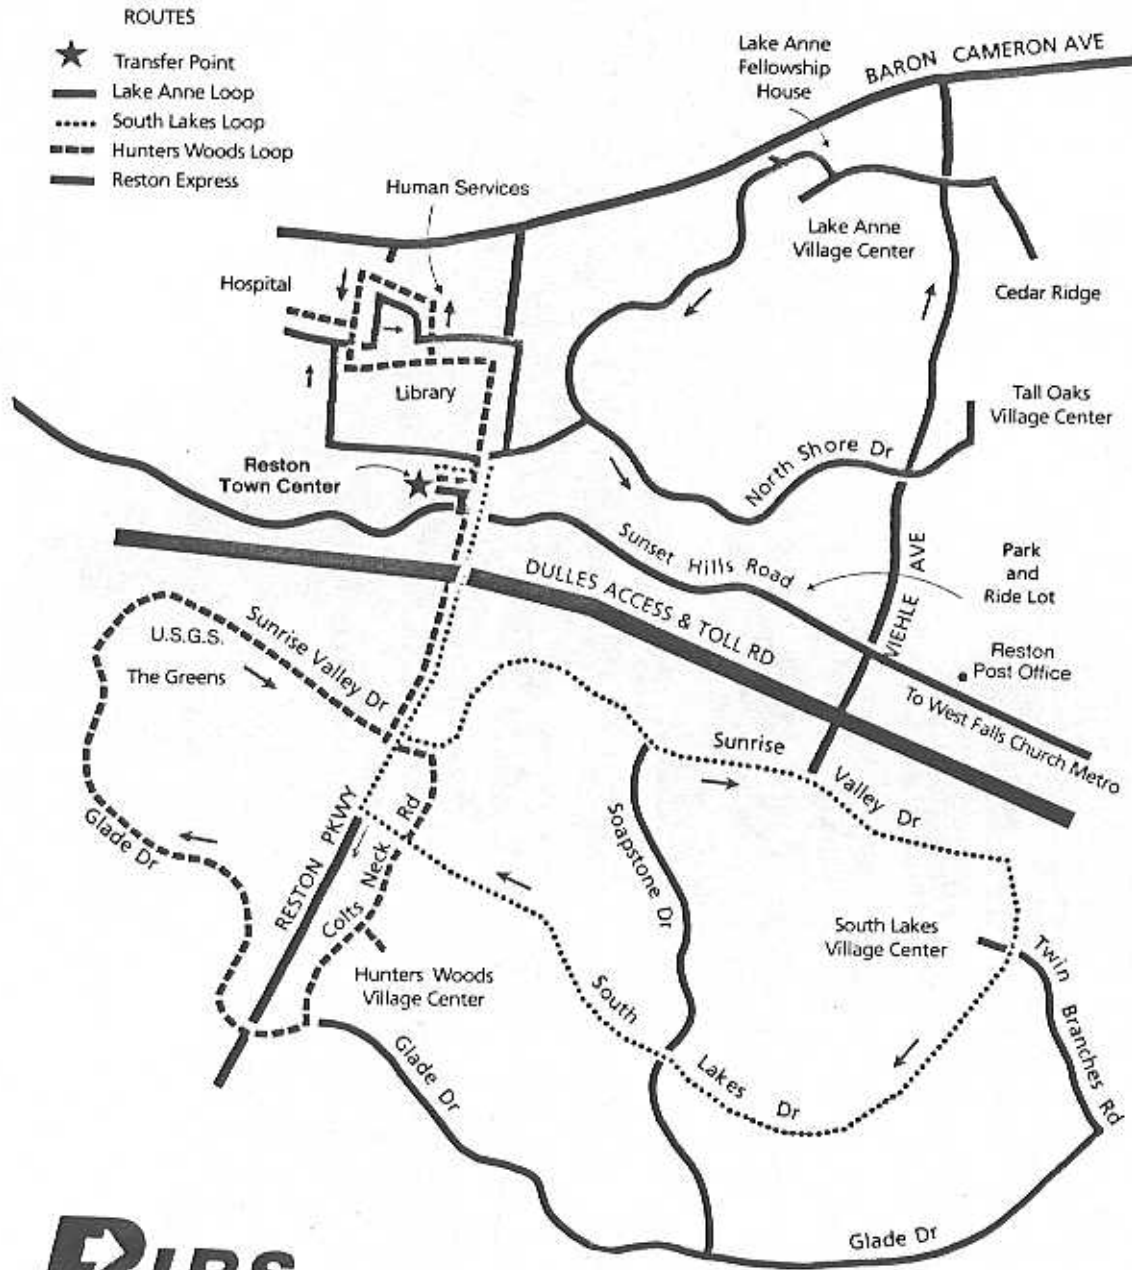 ROUTES
Transfer Point
Lake Anne Loop
South Lakes Loop
Hunters Woods Loop
Reston Express
Lake Anne
Fellowship
House
BARON CAMERON AVE
Human Services
Hospital
Lake Anne
Village Center
Cedar Ridge
Library
Tall Oaks
Village Center
Reston
Town Center
North Shore Dr
Sunset Hills Road
Park
and
Ride Lot
DULLES ACCESS & TOLL RD
VIEHLE AVE
Reston
Post Office
To West Falls Church Metro
U.S.G.S.
The Greens
Sunrise Valley Dr
Sunrise
Valley Dr
Glade Dr
RESTON PKWY
Colts Neck Rd
Soapstone Dr
South Lakes
Village Center
Twin Branches Rd
Hunters Woods
Village Center
South Lakes Dr
Glade Dr
Glade Dr
RIBS